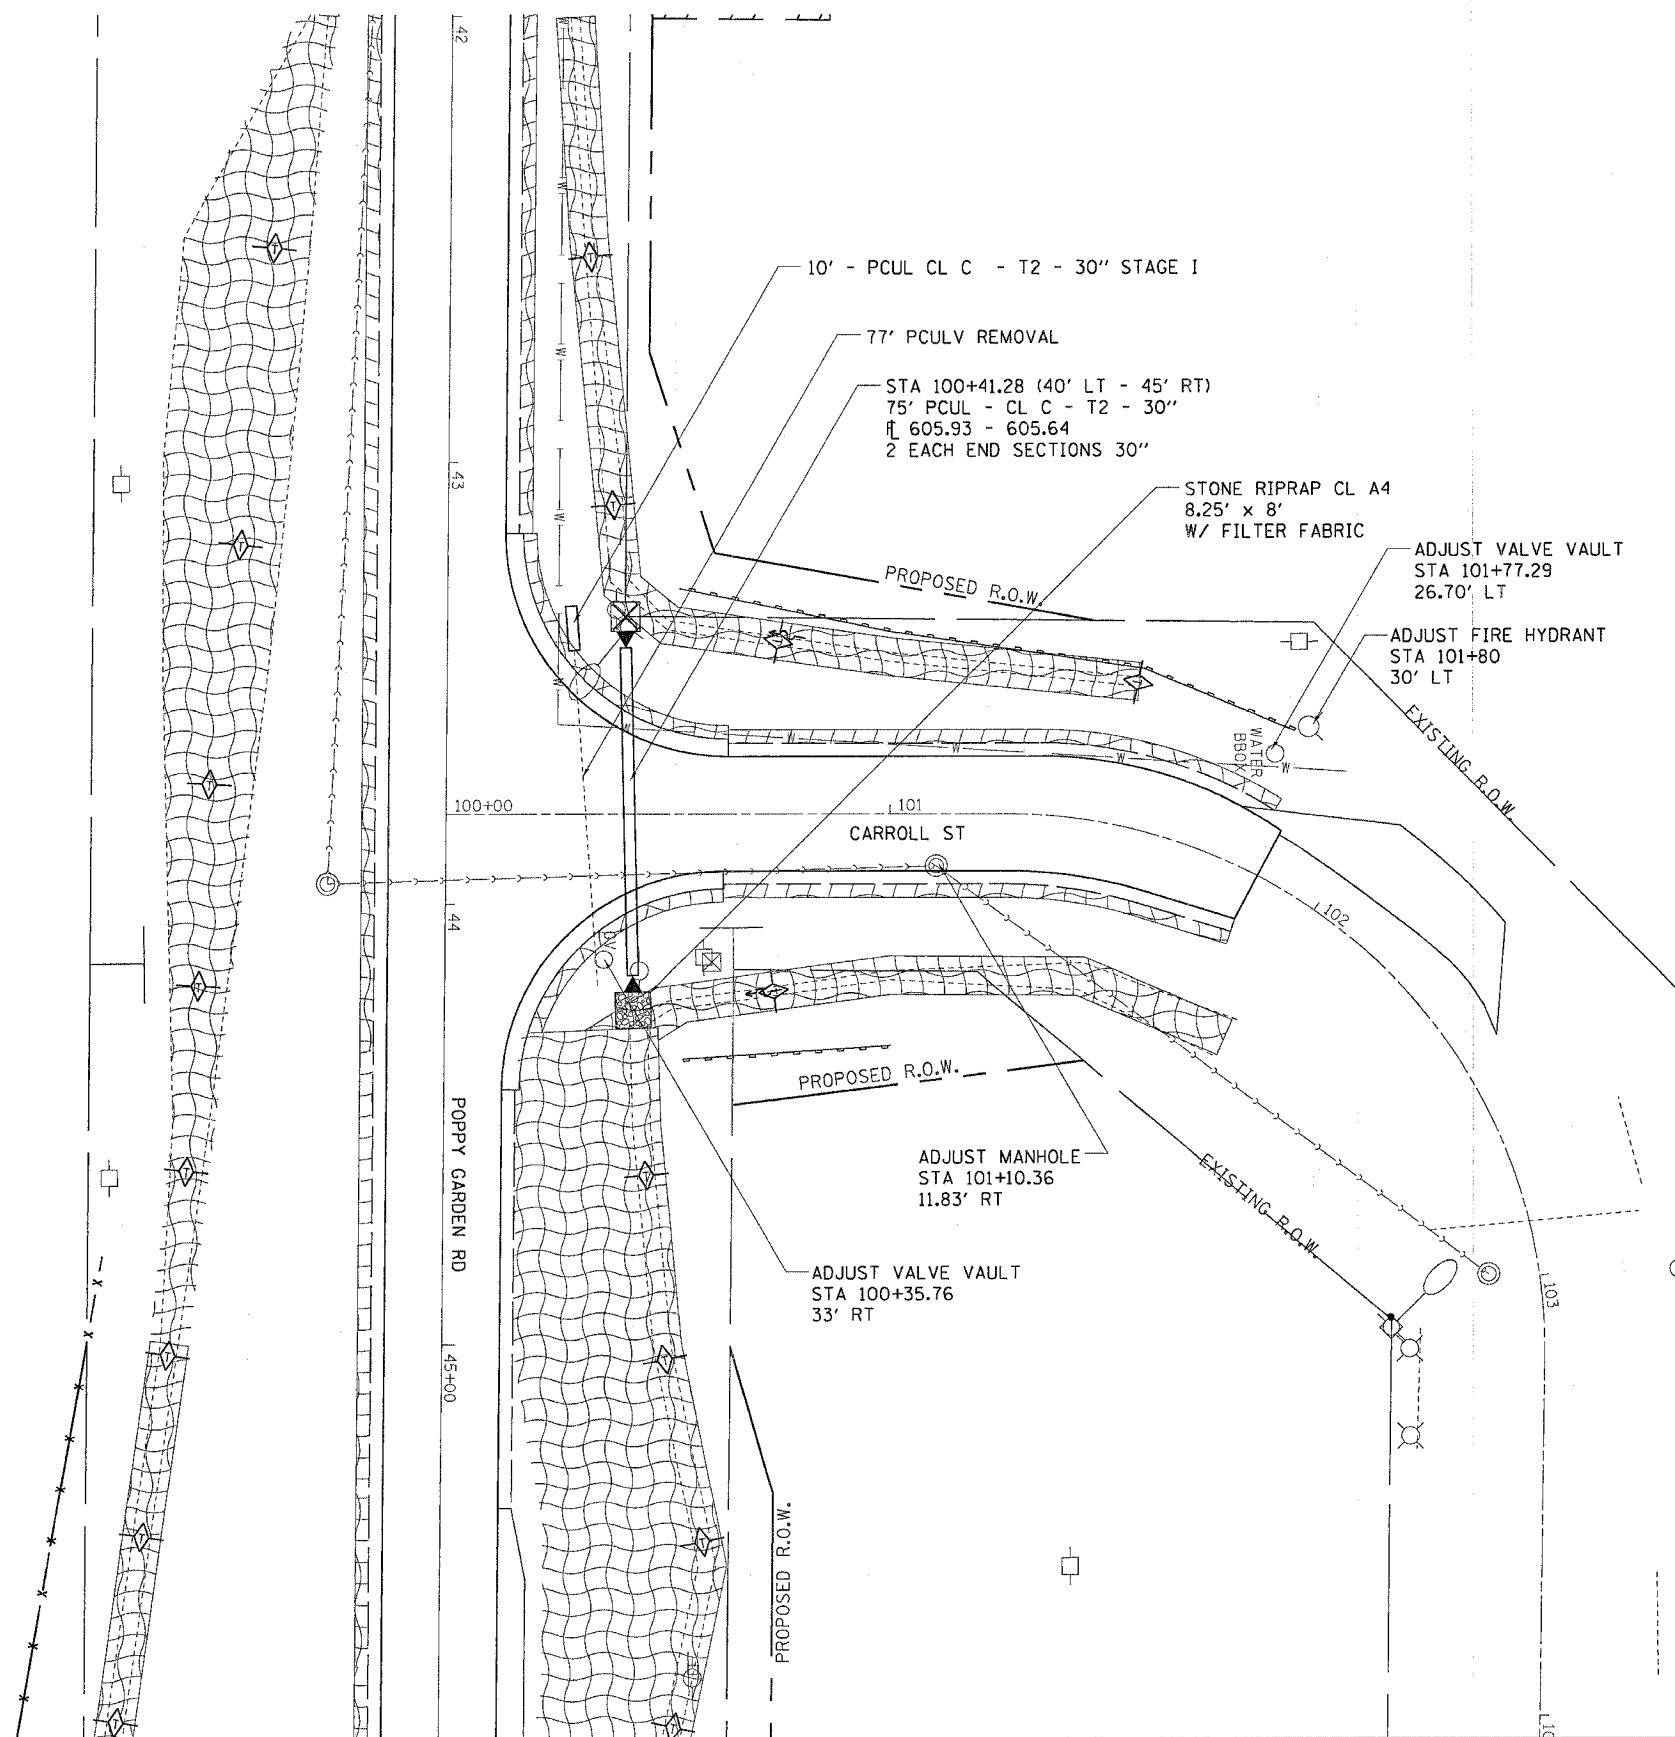 42
10' - PCUL CL C - T2 - 30" STAGE I
77' PCULV REMOVAL
STA 100+41.28 (40' LT - 45' RT)
75' PCUL - CL C - T2 - 30"
FL 605.93 - 605.64
2 EACH END SECTIONS 30"
43
STONE RIPRAP CL A4
8.25' x 8'
W/ FILTER FABRIC
ADJUST VALVE VAULT
STA 101+77.29
26.70' LT
PROPOSED R.O.W.
ADJUST FIRE HYDRANT
STA 101+80
30' LT
EXISTING R.O.W.
WATER
BBOX
100+00
101
CARROLL ST
102
44
PROPOSED R.O.W.
POPPY GARDEN RD
ADJUST MANHOLE
STA 101+10.36
11.83' RT
EXISTING R.O.W.
ADJUST VALVE VAULT
STA 100+35.76
33' RT
103
45+00
PROPOSED R.O.W.